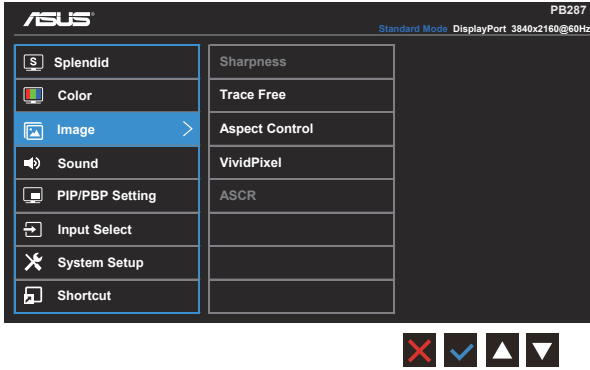 ASUS
PB287
Standard Mode DisplayPort 3840x2160@60Hz
S Splendid
Color
Image
Sound
PIP/PBP Setting
Input Select
System Setup
Shortcut
Sharpness
Trace Free
Aspect Control
VividPixel
ASCR